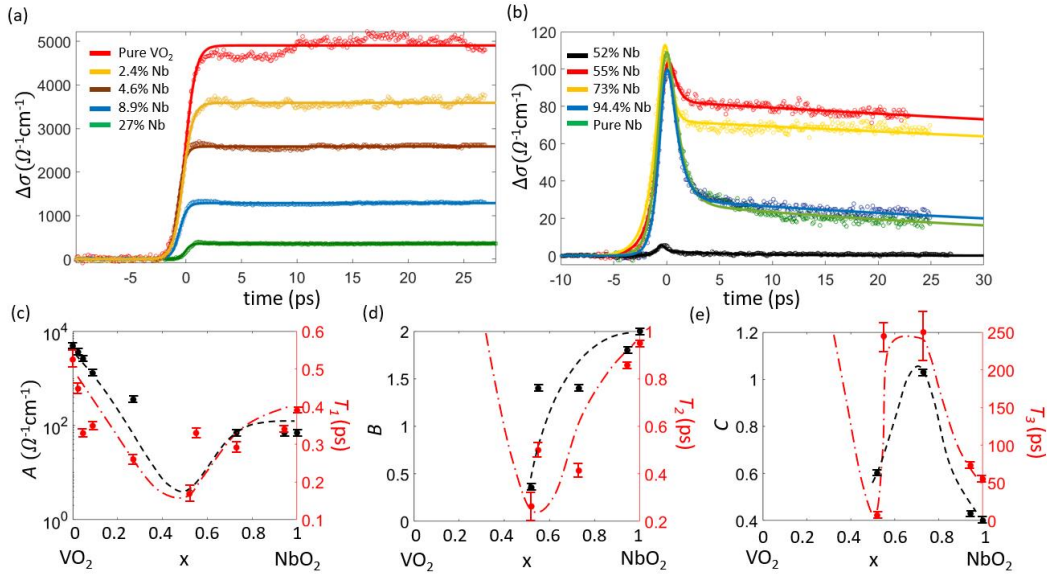 (a)
Δσ(Ω⁻¹cm⁻¹)
5000
4000
3000
2000
1000
0
Pure VO₂
2.4% Nb
4.6% Nb
8.9% Nb
27% Nb
-5 0 5 10 15 20 25
time (ps)
(b)
Δσ(Ω⁻¹cm⁻¹)
120
100
80
60
40
20
0
52% Nb
55% Nb
73% Nb
94.4% Nb
Pure Nb
-10 -5 0 5 10 15 20 25 30
time (ps)
(c)
A (Ω⁻¹cm⁻¹)
10⁴
10²
10⁰
0.6
0.5
0.4
0.3
0.2
0.1
T₁ (ps)
0 0.2 0.4 0.6 0.8 1
VO₂ x NbO₂
(d)
B
2
1.5
1
0.5
0
1
0.8
0.6
0.4
0.2
T₂ (ps)
0 0.2 0.4 0.6 0.8 1
VO₂ x NbO₂
(e)
C
1.2
1
0.8
0.6
0.4
250
200
150
100
50
0
T₃ (ps)
0 0.2 0.4 0.6 0.8 1
VO₂ x NbO₂